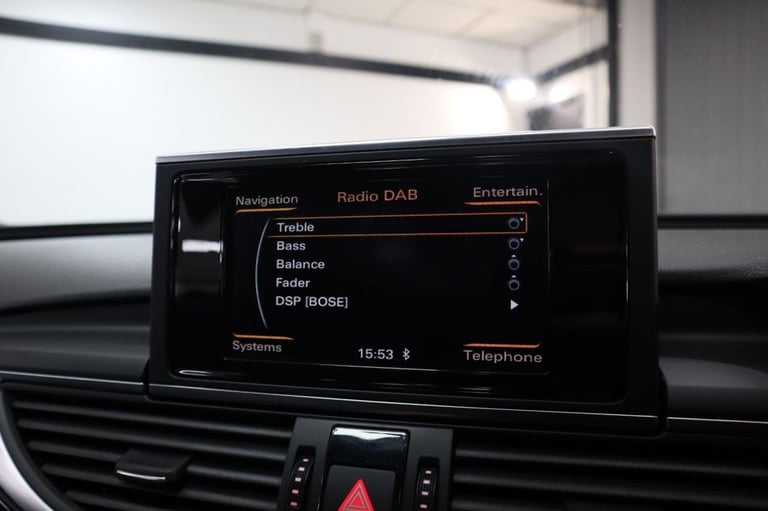 Navigation Radio DAB Entertain.
Treble
Bass
Balance
Fader
DSP [BOSE]
Systems 15:53 Telephone